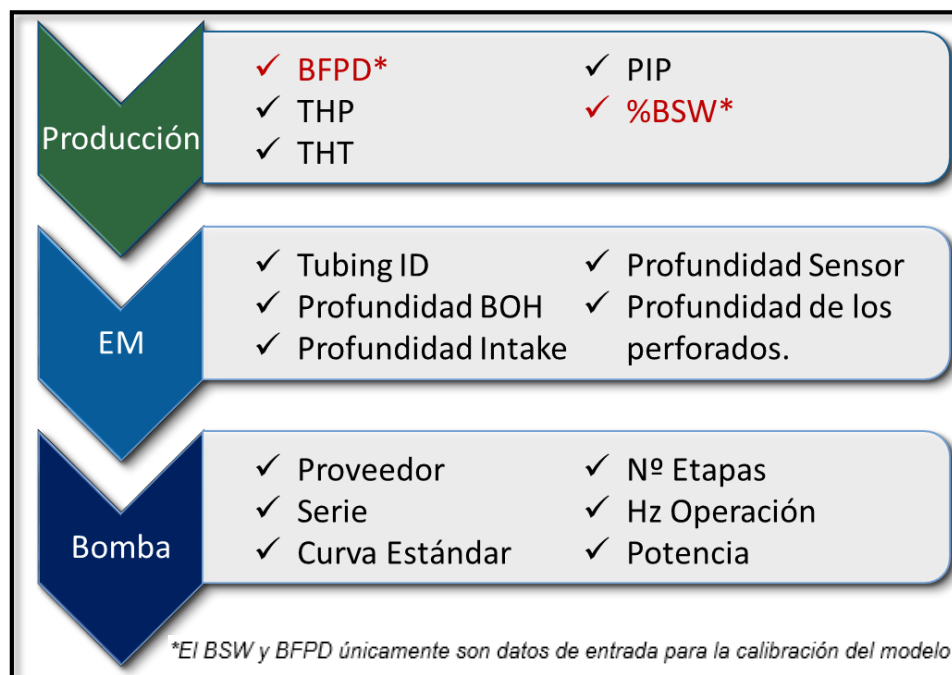 Producción
✓ BFPD*
✓ THP
✓ THT
✓ PIP
✓ %BSW*
EM
✓ Tubing ID
✓ Profundidad BOH
✓ Profundidad Intake
✓ Profundidad Sensor
✓ Profundidad de los
perforados.
Bomba
✓ Proveedor
✓ Serie
✓ Curva Estándar
✓ Nº Etapas
✓ Hz Operación
✓ Potencia
*El BSW y BFPD únicamente son datos de entrada para la calibración del modelo